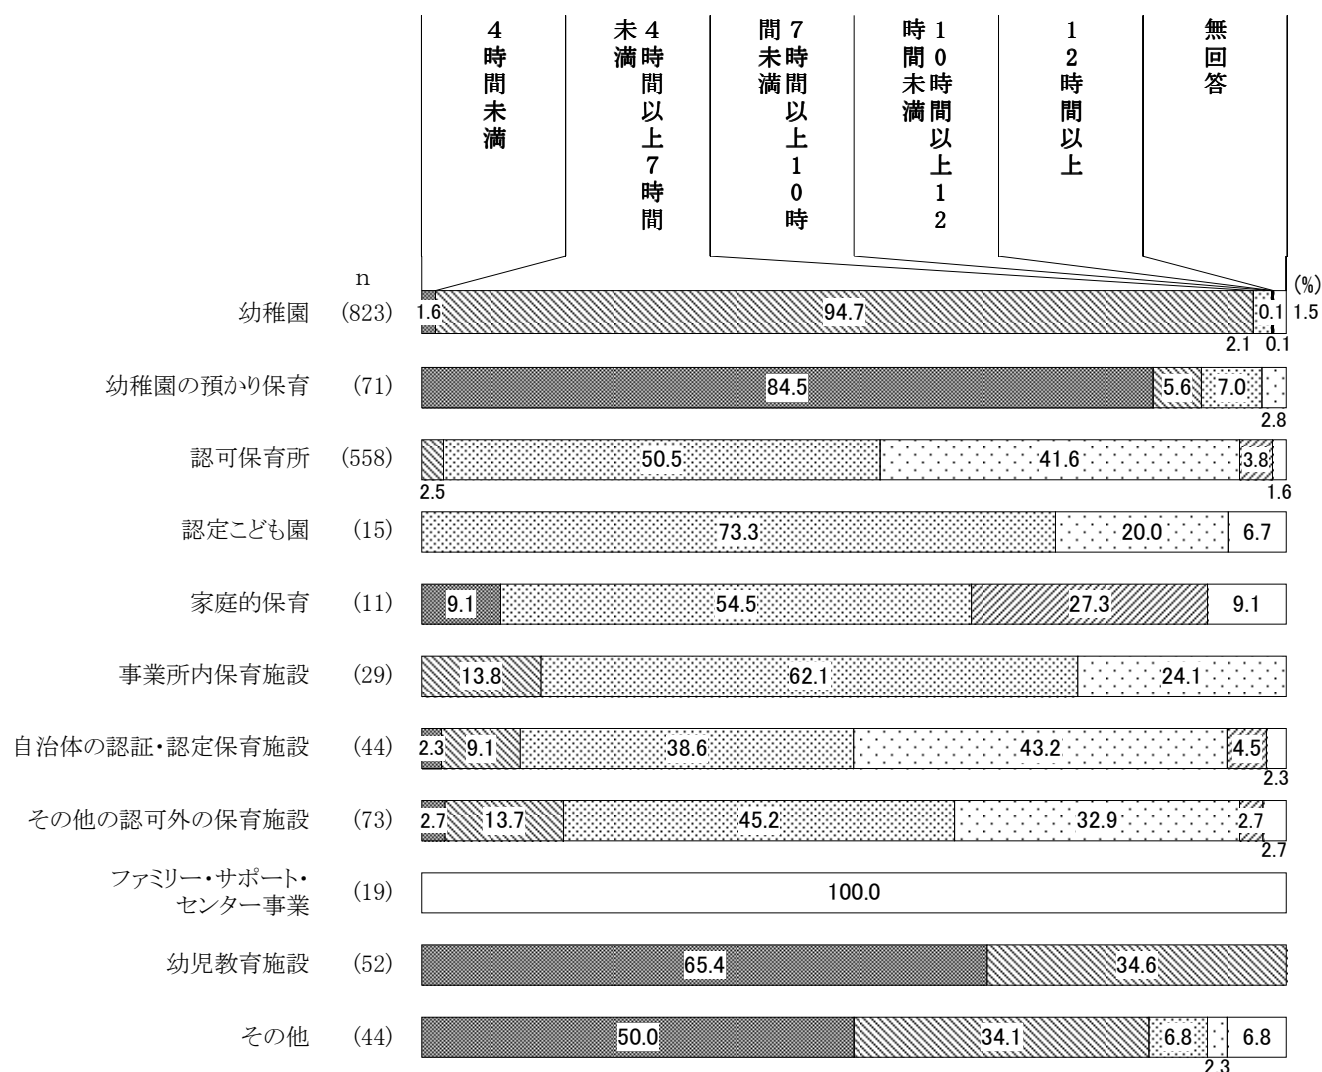 4時間未満
4時間以上7時間
未満
7時間以上10時
間未満
10時間以上12
時間未満
12時間以上
無回答
n
(%)
幼稚園 (823) 1.6 94.7 0.1 1.5
2.1 0.1
幼稚園の預かり保育 (71) 84.5 5.6 7.0
2.8
認可保育所 (558) 50.5 41.6 3.8
2.5 1.6
認定こども園 (15) 73.3 20.0 6.7
家庭的保育 (11) 9.1 54.5 27.3 9.1
事業所内保育施設 (29) 13.8 62.1 24.1
自治体の認証・認定保育施設 (44) 2.3 9.1 38.6 43.2 4.5
2.3
その他の認可外の保育施設 (73) 2.7 13.7 45.2 32.9 2.7
2.7
ファミリー・サポート・
センター事業 (19) 100.0
幼児教育施設 (52) 65.4 34.6
その他 (44) 50.0 34.1 6.8 6.8
2.3